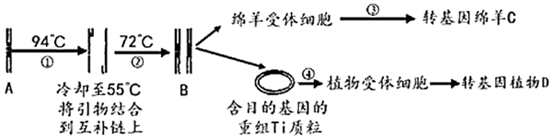 绵羊受体细胞 ③ 转基因绵羊C
94℃ 72℃
① ②
A 冷却至55℃ B
将引物结合
到互补链上
④ 植物受体细胞 转基因植物D
含目的基因的
重组Ti质粒